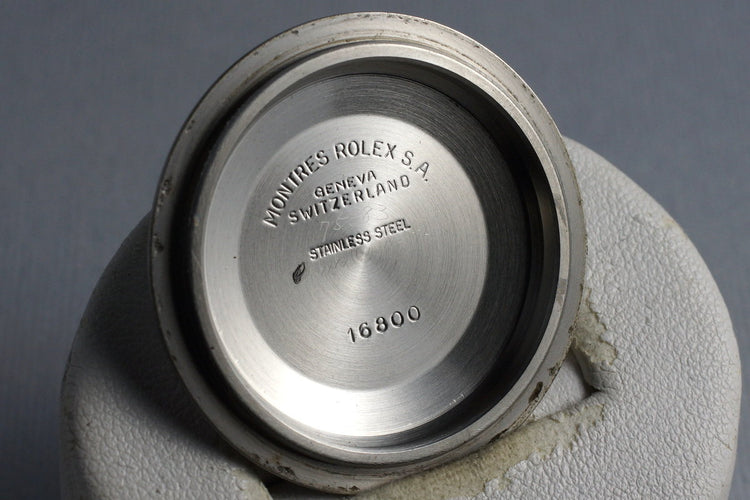 MONTRES ROLEX S.A.
GENEVA
SWITZERLAND
STAINLESS STEEL
16800